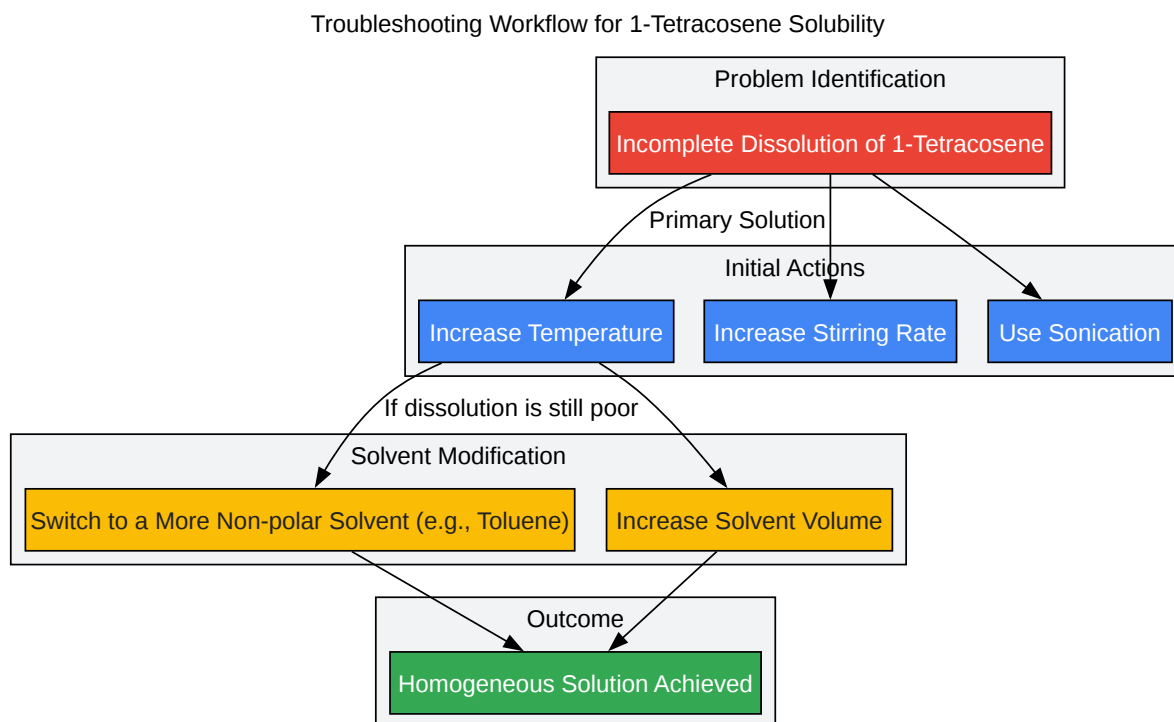 Troubleshooting Workflow for 1-Tetracosene Solubility
Problem Identification
Incomplete Dissolution of 1-Tetracosene
Primary Solution
Initial Actions
Increase Temperature
Increase Stirring Rate
Use Sonication
If dissolution is still poor
Solvent Modification
Switch to a More Non-polar Solvent (e.g., Toluene)
Increase Solvent Volume
Outcome
Homogeneous Solution Achieved